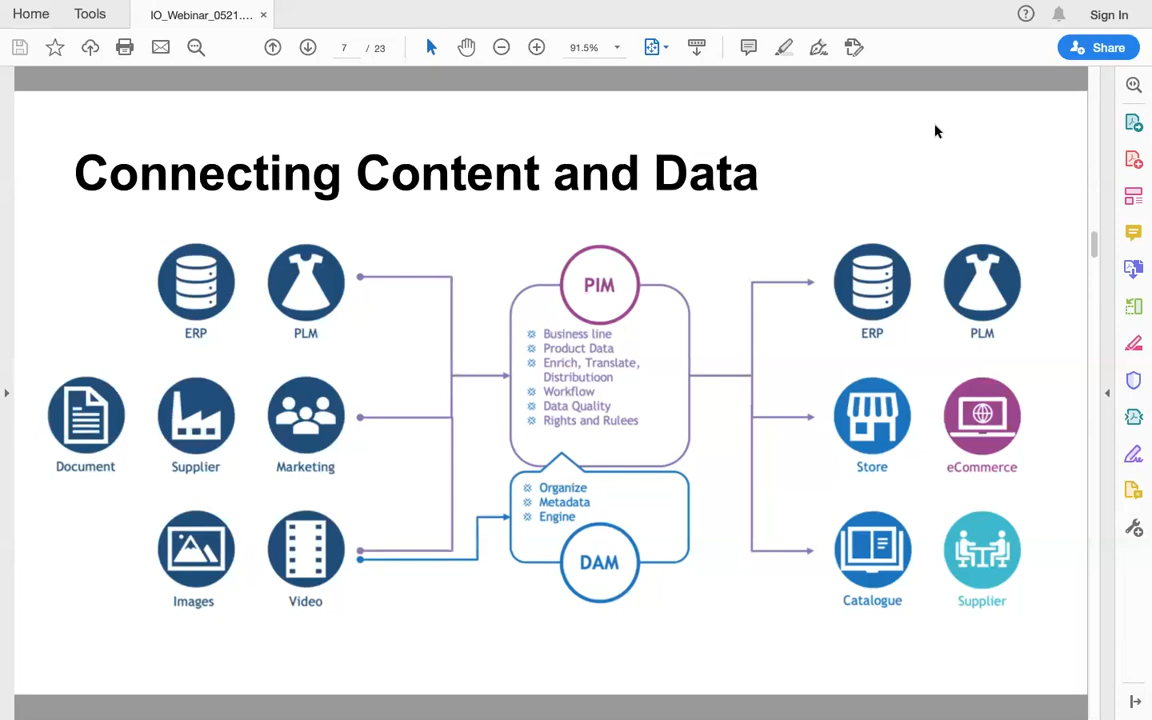 Home Tools IO_Webinar_0521.... × Sign In
7 / 23 91.5% Share
Connecting Content and Data
ERP PLM
Document Supplier Marketing
Images Video
PIM
Business line
Product Data
Enrich, Translate,
Distributioon
Workflow
Data Quality
Rights and Rulees
Organize
Metadata
Engine
DAM
ERP PLM
Store eCommerce
Catalogue Supplier